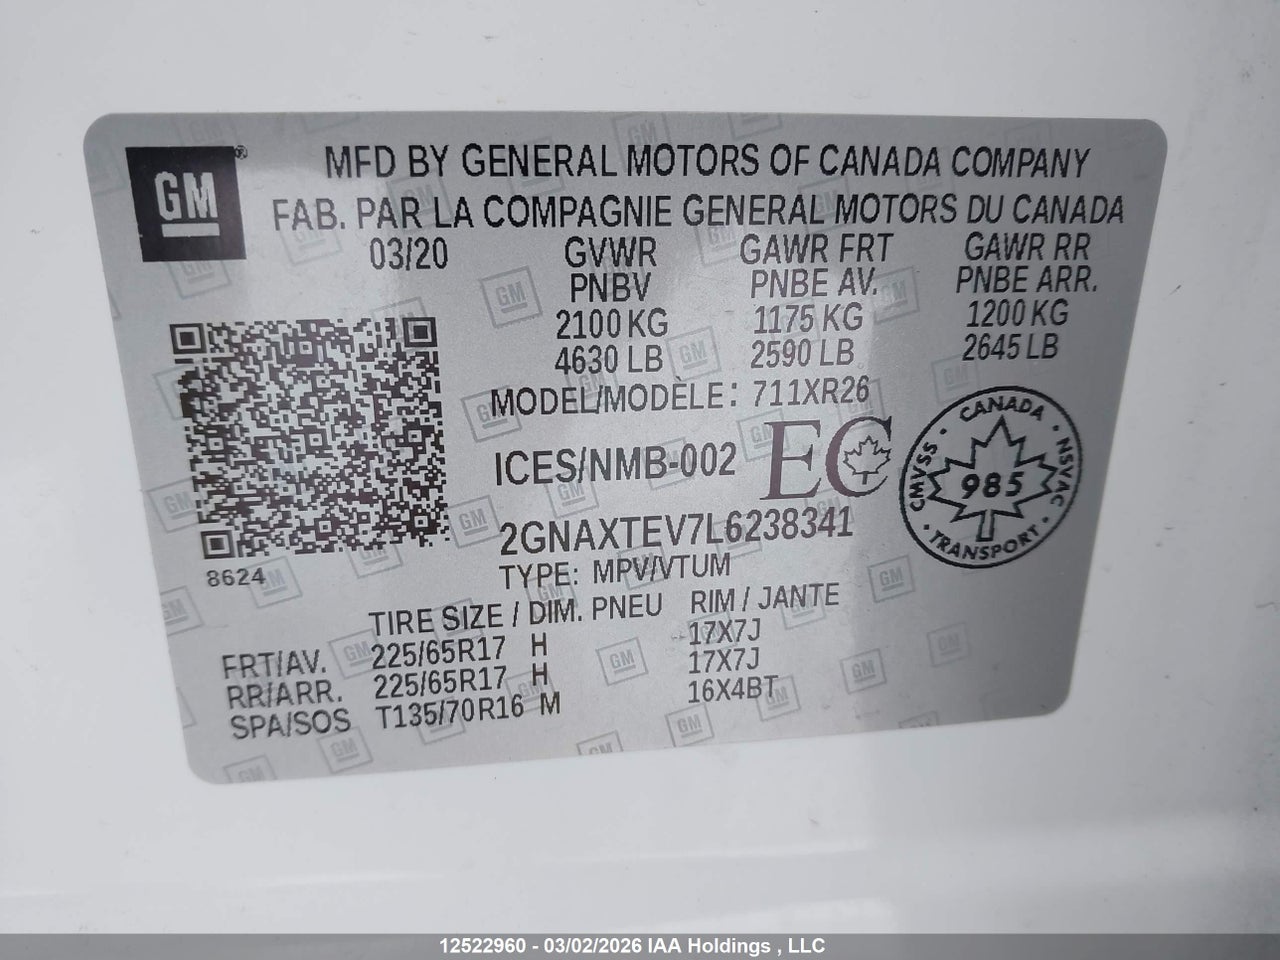 GM®
MFD BY GENERAL MOTORS OF CANADA COMPANY
FAB. PAR LA COMPAGNIE GENERAL MOTORS DU CANADA
03/20 GVWR GAWR FRT GAWR RR
PNBV PNBE AV. PNBE ARR.
2100 KG 1175 KG 1200 KG
4630 LB 2590 LB 2645 LB
MODEL/MODÈLE: 711XR26
ICES/NMB-002 EC
CANADA
CMVSS · 985 · NSVAC
TRANSPORT
2GNAXTEV7L6238341
8624
TYPE: MPV/VTUM
TIRE SIZE / DIM. PNEU RIM / JANTE
FRT/AV. 225/65R17 H 17X7J
RR/ARR. 225/65R17 H 17X7J
SPA/SOS T135/70R16 M 16X4BT
12522960 - 03/02/2026 IAA Holdings , LLC